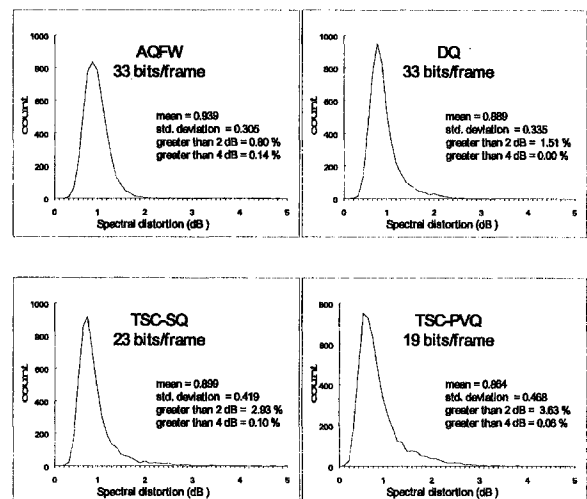 1000
AQFW
33 bits/frame
800
600
count
400
200
0
mean = 0.939
std. deviation = 0.305
greater than 2 dB = 0.80 %
greater than 4 dB = 0.14 %
0 1 2 3 4 5
Spectral distortion (dB )
1000
DQ
33 bits/frame
800
600
count
400
200
0
mean = 0.889
std. deviation = 0.335
greater than 2 dB = 1.51 %
greater than 4 dB = 0.00 %
0 1 2 3 4 5
Spectral distortion (dB )
1000
TSC-SQ
23 bits/frame
800
600
count
400
200
0
mean = 0.899
std. deviation = 0.419
greater than 2 dB = 2.93 %
greater than 4 dB = 0.10 %
0 1 2 3 4 5
Spectral distortion (dB )
800
TSC-PVQ
19 bits/frame
600
count
400
200
0
mean = 0.864
std. deviation = 0.468
greater than 2 dB = 3.63 %
greater than 4 dB = 0.06 %
0 1 2 3 4 5
Spectral distortion (dB )